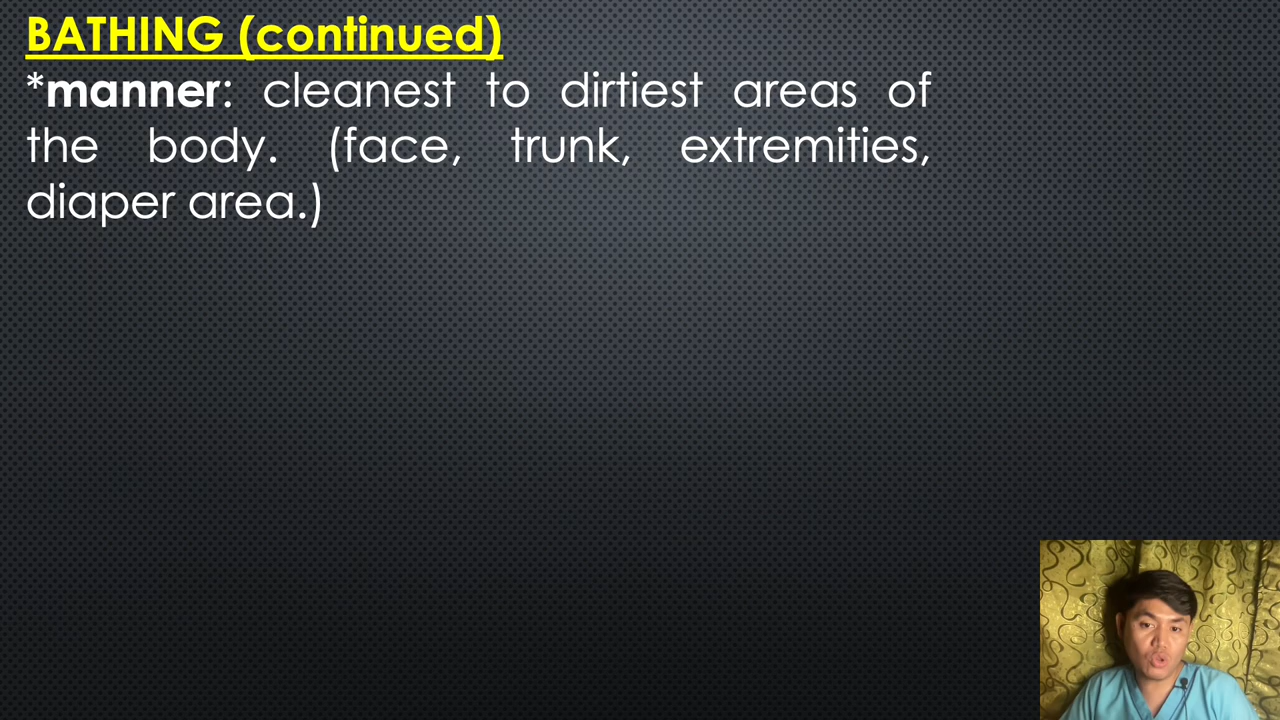 BATHING (continued)
*manner: cleanest to dirtiest areas of
the body. (face, trunk, extremities,
diaper area.)